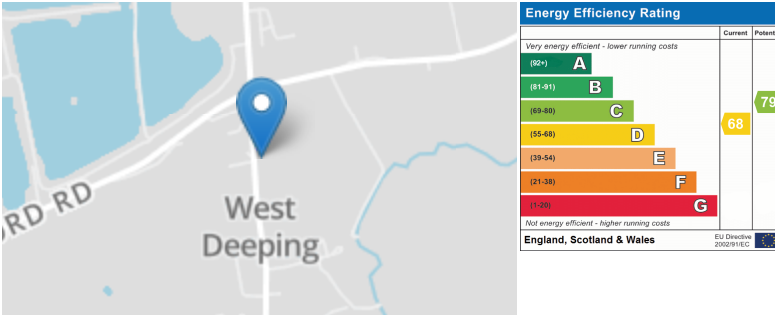 ORD RD
West
Deeping
Energy Efficiency Rating
Current Potent
Very energy efficient - lower running costs
(92+) A
(81-91) B
(69-80) C
79
(55-68) D
68
(39-54) E
(21-38) F
(1-20) G
Not energy efficient - higher running costs
England, Scotland & Wales
EU Directive
2002/91/EC